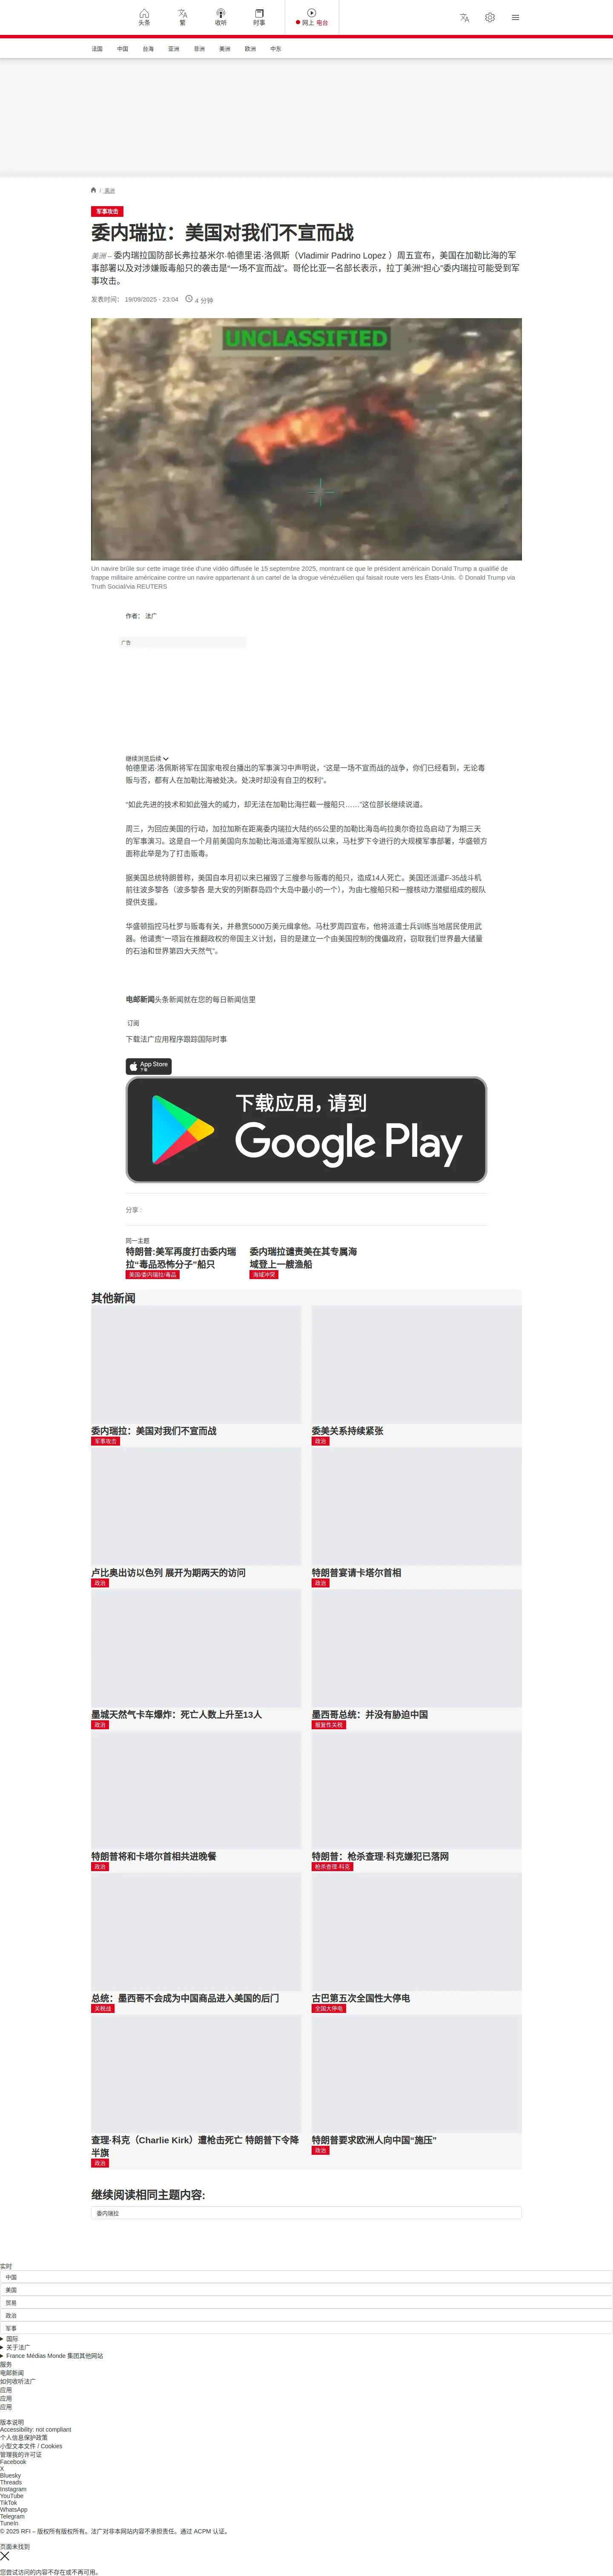 头条
繁
收听
时事
网上 电台
法国
中国
台海
亚洲
非洲
美洲
欧洲
中东
/ 美洲
军事攻击
委内瑞拉：美国对我们不宣而战
美洲 – 委内瑞拉国防部长弗拉基米尔·帕德里诺·洛佩斯（Vladimir Padrino Lopez ）周五宣布，美国在加勒比海的军
事部署以及对涉嫌贩毒船只的袭击是“一场不宣而战”。哥伦比亚一名部长表示，拉丁美洲“担心”委内瑞拉可能受到军
事攻击。
发表时间： 19/09/2025 - 23:04
4 分钟
UNCLASSIFIED
Un navire brûle sur cette image tirée d'une vidéo diffusée le 15 septembre 2025, montrant ce que le président américain Donald Trump a qualifié de
frappe militaire américaine contre un navire appartenant à un cartel de la drogue vénézuélien qui faisait route vers les États-Unis. © Donald Trump via
Truth Social/via REUTERS
作者： 法广
广告
继续浏览后续
帕德里诺·洛佩斯将军在国家电视台播出的军事演习中声明说，“这是一场不宣而战的战争，你们已经看到，无论毒
贩与否，都有人在加勒比海被处决。处决时却没有自卫的权利”。
“如此先进的技术和如此强大的威力，却无法在加勒比海拦截一艘船只……”这位部长继续说道。
周三，为回应美国的行动，加拉加斯在距离委内瑞拉大陆约65公里的加勒比海岛屿拉奥尔奇拉岛启动了为期三天
的军事演习。这是自一个月前美国向东加勒比海派遣海军舰队以来，马杜罗下令进行的大规模军事部署，华盛顿方
面称此举是为了打击贩毒。
据美国总统特朗普称，美国自本月初以来已摧毁了三艘参与贩毒的船只，造成14人死亡。美国还派遣F-35战斗机
前往波多黎各（波多黎各 是大安的列斯群岛四个大岛中最小的一个），为由七艘船只和一艘核动力潜艇组成的舰队
提供支援。
华盛顿指控马杜罗与贩毒有关，并悬赏5000万美元缉拿他。马杜罗周四宣布，他将派遣士兵训练当地居民使用武
器。他谴责“一项旨在推翻政权的帝国主义计划，目的是建立一个由美国控制的傀儡政府，窃取我们世界最大储量
的石油和世界第四大天然气”。
电邮新闻头条新闻就在您的每日新闻信里
订阅
下载法广应用程序跟踪国际时事
App Store
下载
下载应用，请到
Google Play
分享 :
同一主题
特朗普:美军再度打击委内瑞
拉“毒品恐怖分子”船只
美国/委内瑞拉/毒品
委内瑞拉谴责美在其专属海
域登上一艘渔船
海域冲突
其他新闻
委内瑞拉：美国对我们不宣而战
军事攻击
委美关系持续紧张
政治
卢比奥出访以色列 展开为期两天的访问
政治
特朗普宴请卡塔尔首相
政治
墨城天然气卡车爆炸：死亡人数上升至13人
政治
墨西哥总统：并没有胁迫中国
报复性关税
特朗普将和卡塔尔首相共进晚餐
政治
特朗普：枪杀查理·科克嫌犯已落网
枪杀查理·科克
总统：墨西哥不会成为中国商品进入美国的后门
关税战
古巴第五次全国性大停电
全国大停电
查理·科克（Charlie Kirk）遭枪击死亡 特朗普下令降
半旗
政治
特朗普要求欧洲人向中国“施压”
政治
继续阅读相同主题内容:
委内瑞拉
实时
中国
美国
贸易
政治
军事
国际
关于法广
France Médias Monde 集团其他网站
服务
电邮新闻
如何收听法广
应用
应用
应用
版本说明
Accessibility: not compliant
个人信息保护政策
小型文本文件 / Cookies
管理我的许可证
Facebook
X
Bluesky
Threads
Instagram
YouTube
TikTok
WhatsApp
Telegram
TuneIn
© 2025 RFI – 版权所有版权所有。法广对非本网站内容不承担责任。通过 ACPM 认证。
页面未找到
您尝试访问的内容不存在或不再可用。